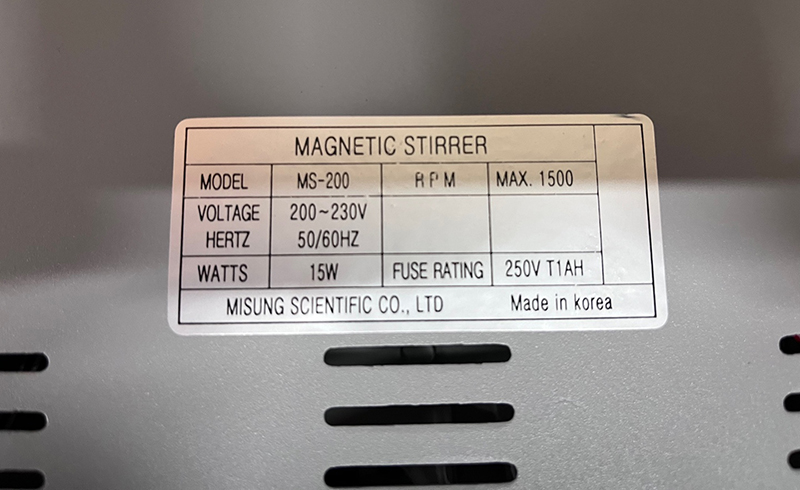 MAGNETIC STIRRER
MODEL MS-200 R P M MAX. 1500
VOLTAGE 200~230V
HERTZ 50/60HZ
WATTS 15W FUSE RATING 250V T1AH
MISUNG SCIENTIFIC CO., LTD Made in korea